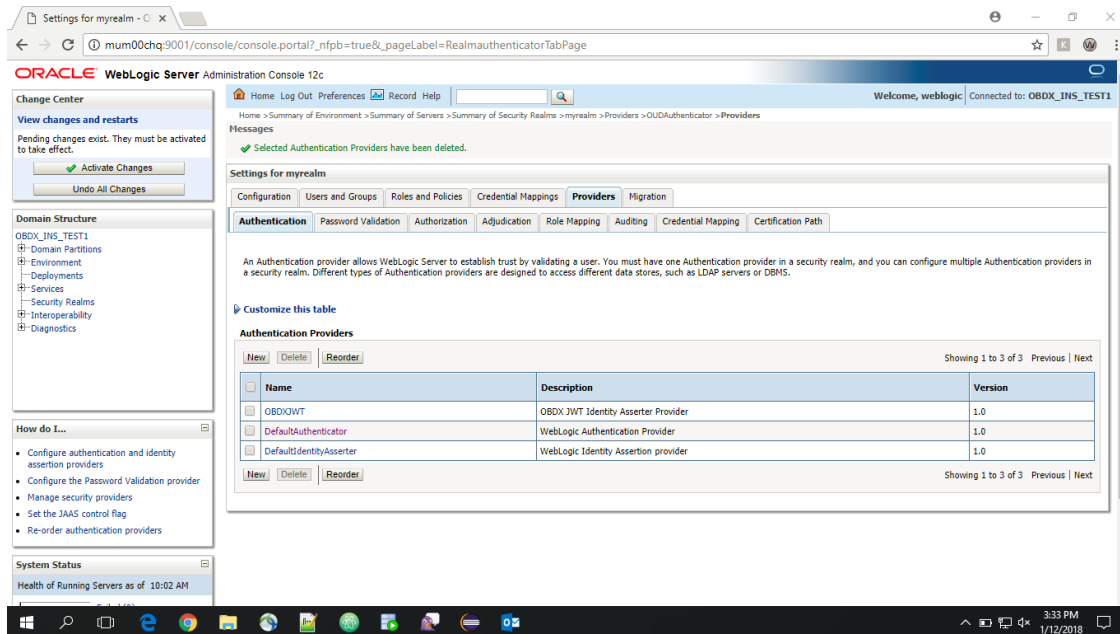 Settings for myrealm - O
mum00chq:9001/console/console.portal?_nfpb=true&_pageLabel=RealmauthenticatorTabPage
ORACLE WebLogic Server Administration Console 12c
Change Center
View changes and restarts
Pending changes exist. They must be activated
to take effect.
Activate Changes
Undo All Changes
Domain Structure
OBDX_INS_TEST1
Domain Partitions
Environment
Deployments
Services
Security Realms
Interoperability
Diagnostics
How do I...
Configure authentication and identity
assertion providers
Configure the Password Validation provider
Manage security providers
Set the JAAS control flag
Re-order authentication providers
System Status
Health of Running Servers as of 10:02 AM
Home Log Out Preferences Record Help
Welcome, weblogic Connected to: OBDX_INS_TEST1
Home >Summary of Environment >Summary of Servers >Summary of Security Realms >myrealm >Providers >OUDAuthenticator >Providers
Messages
Selected Authentication Providers have been deleted.
Settings for myrealm
Configuration Users and Groups Roles and Policies Credential Mappings Providers Migration
Authentication Password Validation Authorization Adjudication Role Mapping Auditing Credential Mapping Certification Path
An Authentication provider allows WebLogic Server to establish trust by validating a user. You must have one Authentication provider in a security realm, and you can configure multiple Authentication providers in
a security realm. Different types of Authentication providers are designed to access different data stores, such as LDAP servers or DBMS.
Customize this table
Authentication Providers
New Delete Reorder Showing 1 to 3 of 3 Previous | Next
Name Description Version
OBDXJWT OBDX JWT Identity Asserter Provider 1.0
DefaultAuthenticator WebLogic Authentication Provider 1.0
DefaultIdentityAsserter WebLogic Identity Assertion provider 1.0
New Delete Reorder Showing 1 to 3 of 3 Previous | Next
3:33 PM
1/12/2018